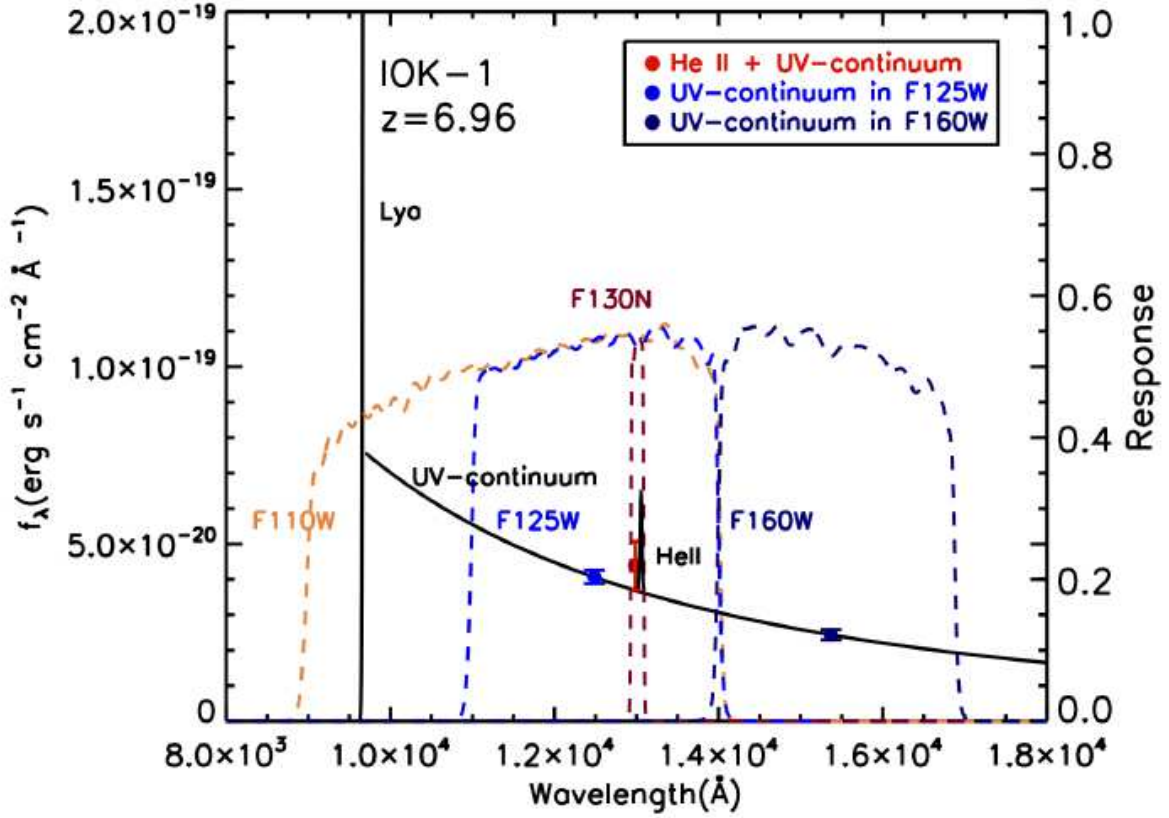 2.0×10⁻¹⁹
1.5×10⁻¹⁹
1.0×10⁻¹⁹
5.0×10⁻²⁰
0
f_λ(erg s⁻¹ cm⁻² Å⁻¹)
IOK-1
z=6.96
He II + UV-continuum
UV-continuum in F125W
UV-continuum in F160W
Lyα
F130N
UV-continuum
F110W
F125W
HeII
F160W
1.0
0.8
0.6
0.4
0.2
0.0
Response
8.0×10³
1.0×10⁴
1.2×10⁴
1.4×10⁴
1.6×10⁴
1.8×10⁴
Wavelength(Å)